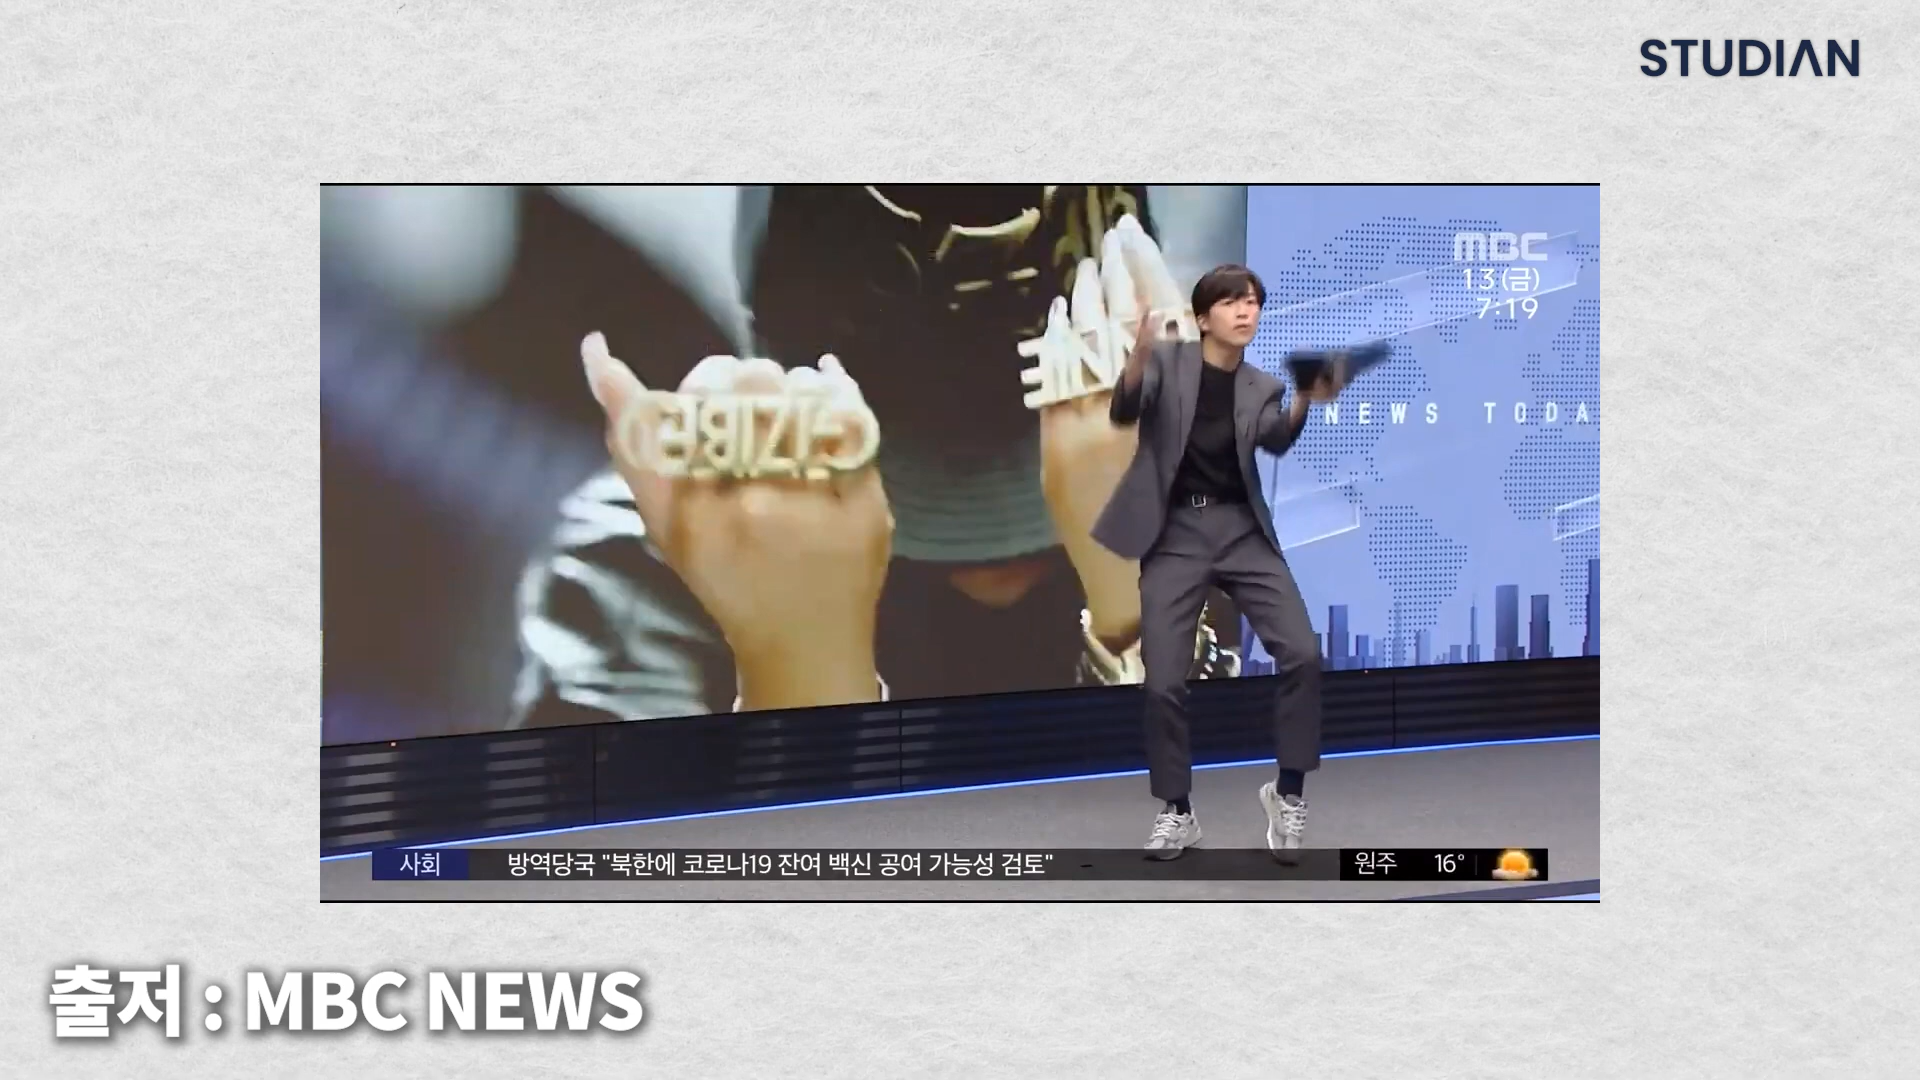 STUDIAN
MBC
13(금)
7:19
NEWS TODA
사회
방역당국 "북한에 코로나19 잔여 백신 공여 가능성 검토"
원주 16°
출저 : MBC NEWS